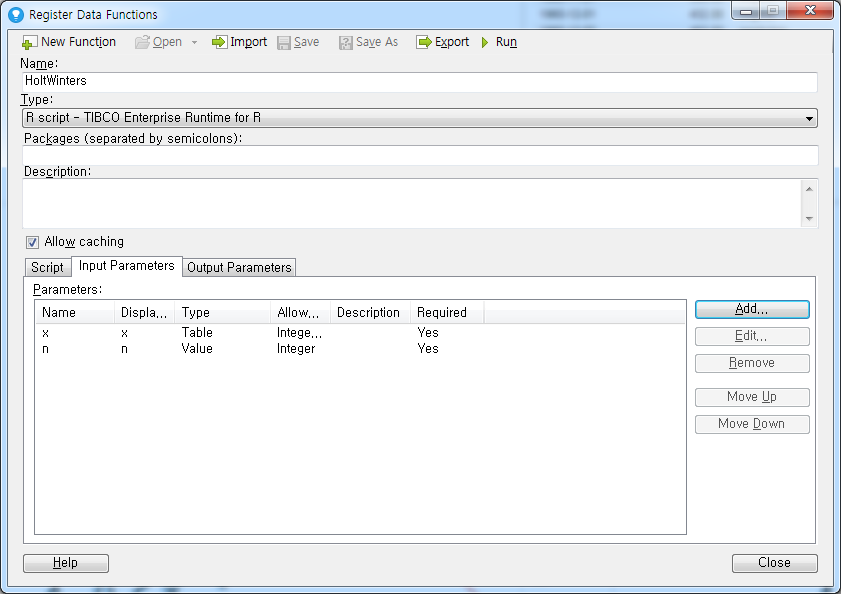 Register Data Functions
New Function Open Import Save Save As Export Run
Name:
HoltWinters
Type:
R script - TIBCO Enterprise Runtime for R
Packages (separated by semicolons):
Description:
Allow caching
Script Input Parameters Output Parameters
Parameters:
Name Displa... Type Allow... Description Required
x x Table Intege... Yes
n n Value Integer Yes
Add...
Edit...
Remove
Move Up
Move Down
Help Close